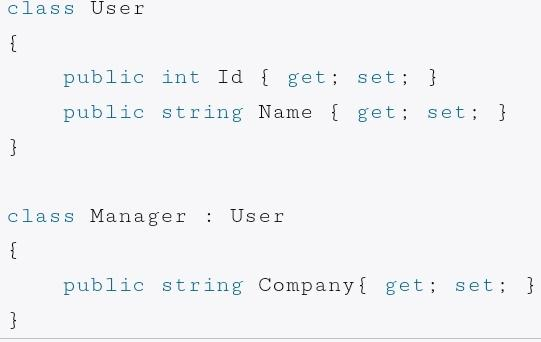 class User
{
    public int Id { get; set; }
    public string Name { get; set; }
}

class Manager : User
{
    public string Company{ get; set; }
}